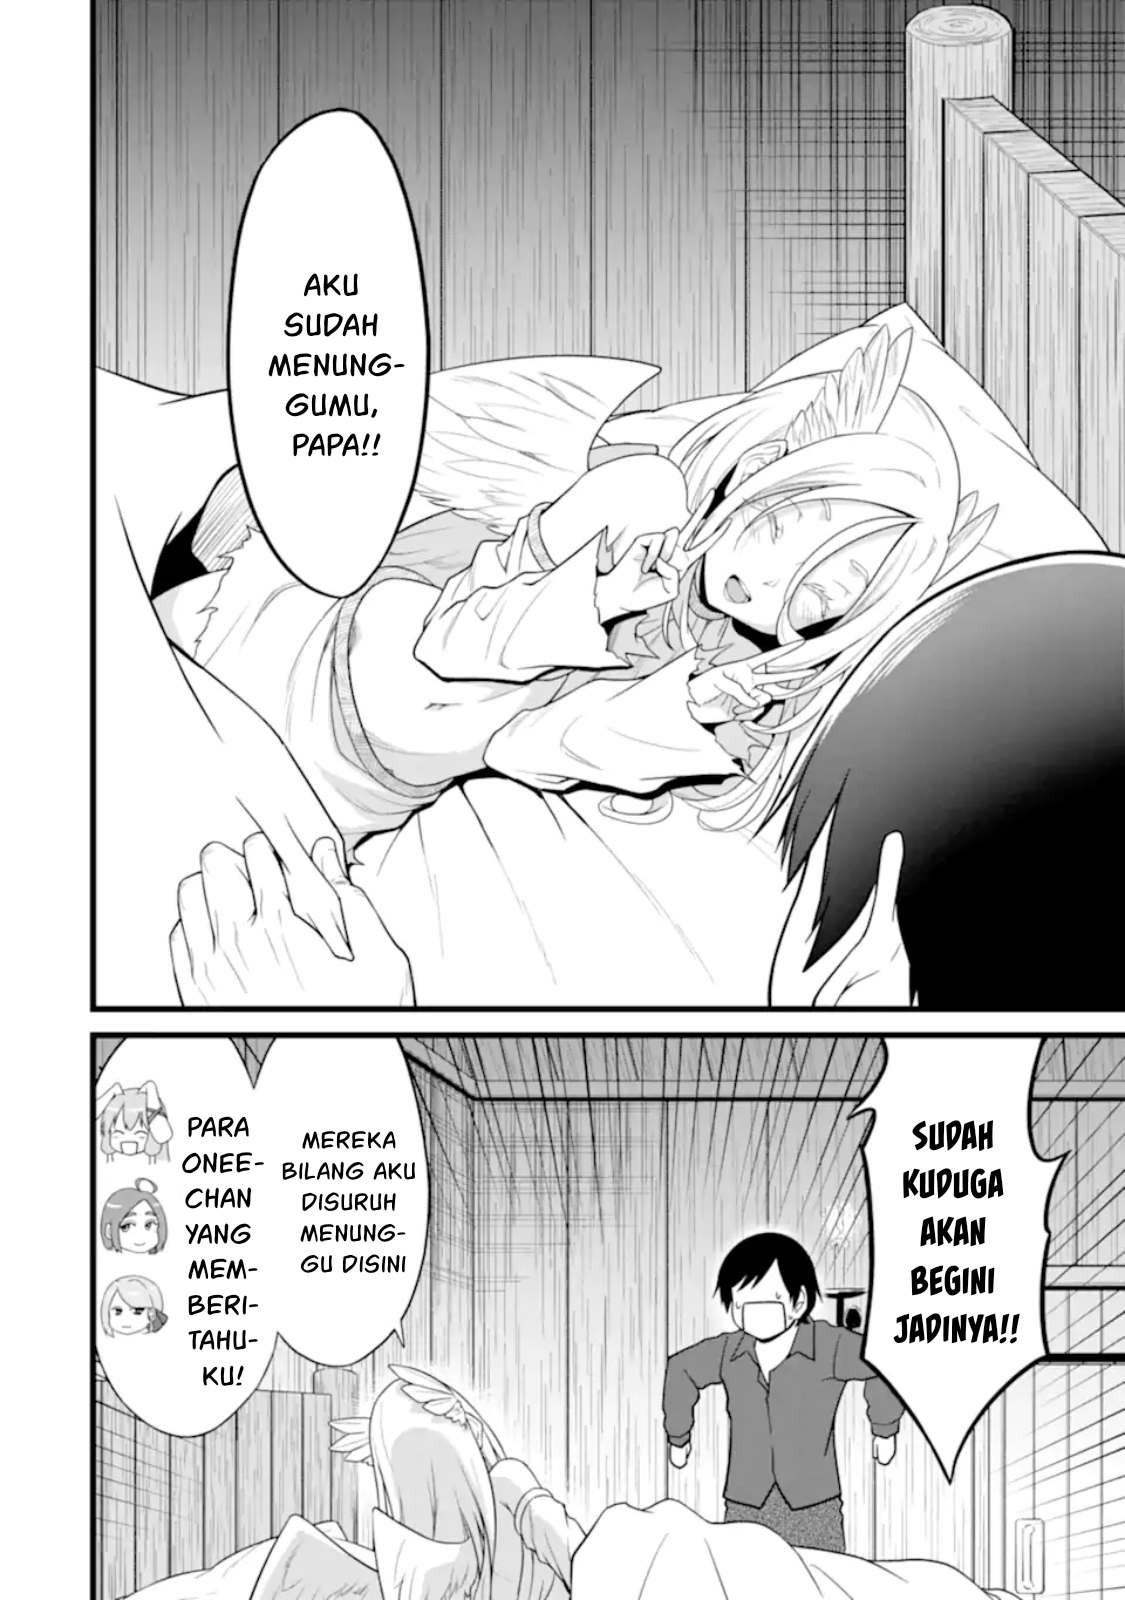 AKU
SUDAH
MENUNG-
GUMU,
PAPA!!
SUDAH
KUDUGA
AKAN
BEGINI
JADINYA!!
MEREKA
BILANG AKU
DISURUH
MENUNG-
GU DISINI
PARA
ONEE-
CHAN
YANG
MEM-
BERI-
TAHU-
KU!